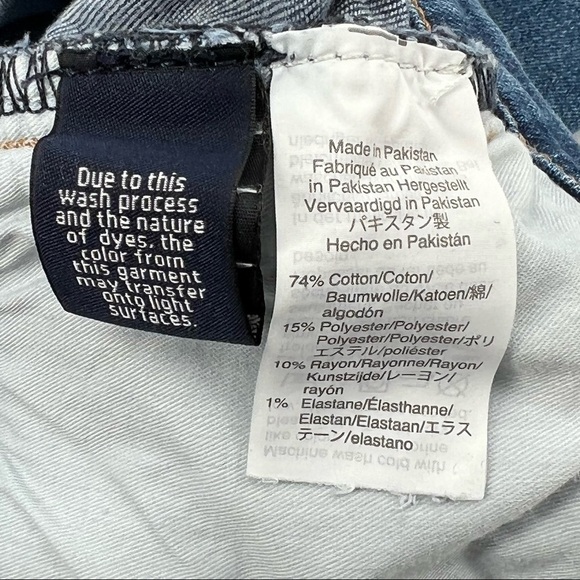 Due to this
wash process
and the nature
of dyes. the
color from
this garment
may transfer
onto light
surfaces.
Made in Pakistan
Fabriqué au Pakistan
in Pakistan Hergestellt
Vervaardigd in Pakistan
パキスタン製
Hecho en Pakistán
74% Cotton/Coton/
Baumwolle/Katoen/綿/
algodón
15% Polyester/Polyester/
Polyester/Polyester/ポリ
エステル/poliéster
10% Rayon/Rayonne/Rayon/
Kunstzijde/レーヨン/
rayón
1% Elastane/Élasthanne/
Elastan/Elastaan/エラス
テーン/elastano
Machine wash cold with